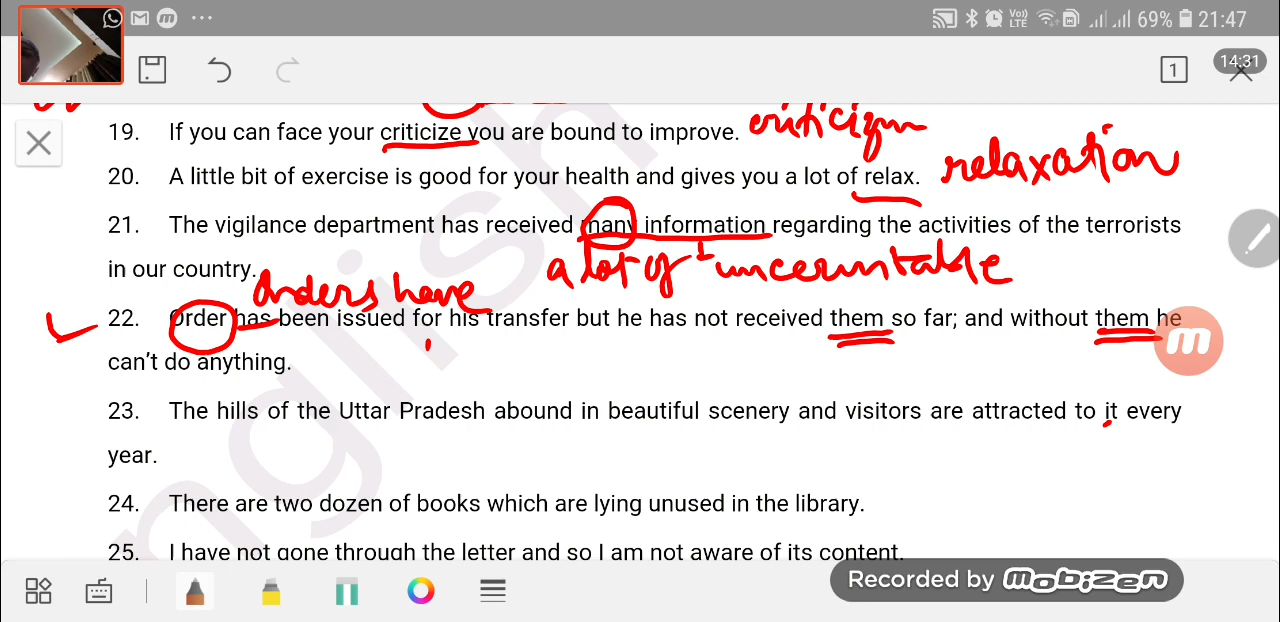 69% 21:47
1
14:31
19. If you can face your criticize you are bound to improve. criticizm
20. A little bit of exercise is good for your health and gives you a lot of relax. relaxation
21. The vigilance department has received many information regarding the activities of the terrorists
in our country. a lot of uncountable
Orders have
22. Order has been issued for his transfer but he has not received them so far; and without them he
can't do anything.
23. The hills of the Uttar Pradesh abound in beautiful scenery and visitors are attracted to it every
year.
24. There are two dozen of books which are lying unused in the library.
25. I have not gone through the letter and so I am not aware of its content.
Recorded by mobizen
nglish